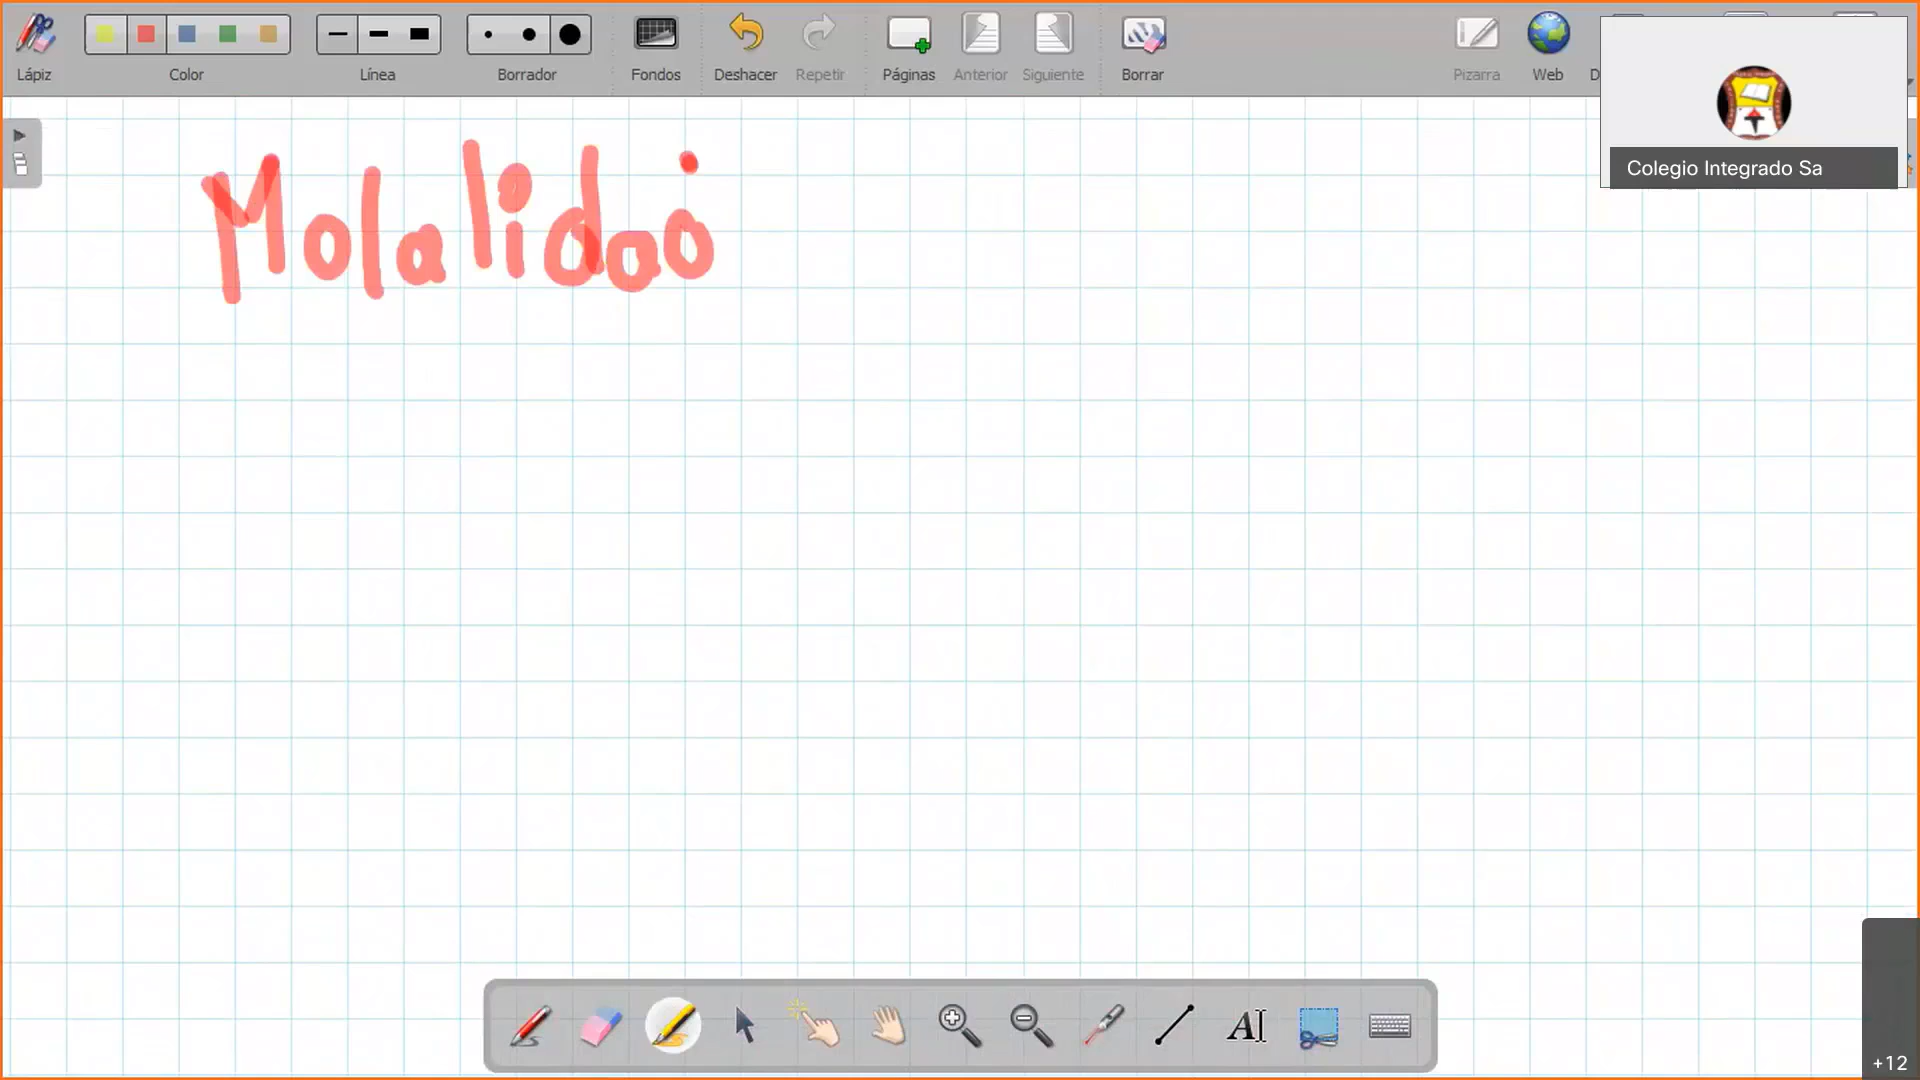 Lápiz Color Línea Borrador Fondos Deshacer Repetir Páginas Anterior Siguiente Borrar Pizarra Web D
Colegio Integrado Sa
Molalidad
+12